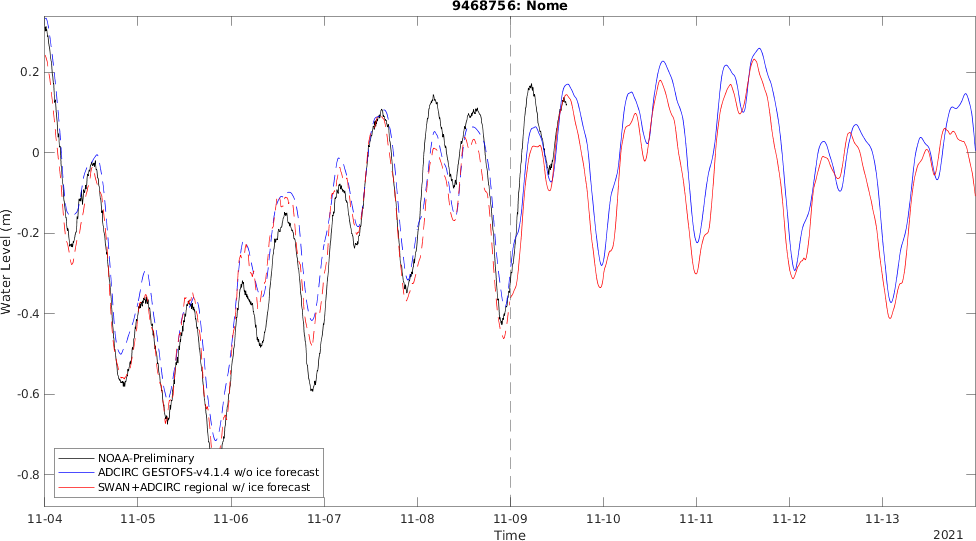 9468756: Nome
Water Level (m)
0.2
0
-0.2
-0.4
-0.6
-0.8
NOAA-Preliminary
ADCIRC GESTOFS-v4.1.4 w/o ice forecast
SWAN+ADCIRC regional w/ ice forecast
11-04 11-05 11-06 11-07 11-08 11-09 11-10 11-11 11-12 11-13
Time
2021